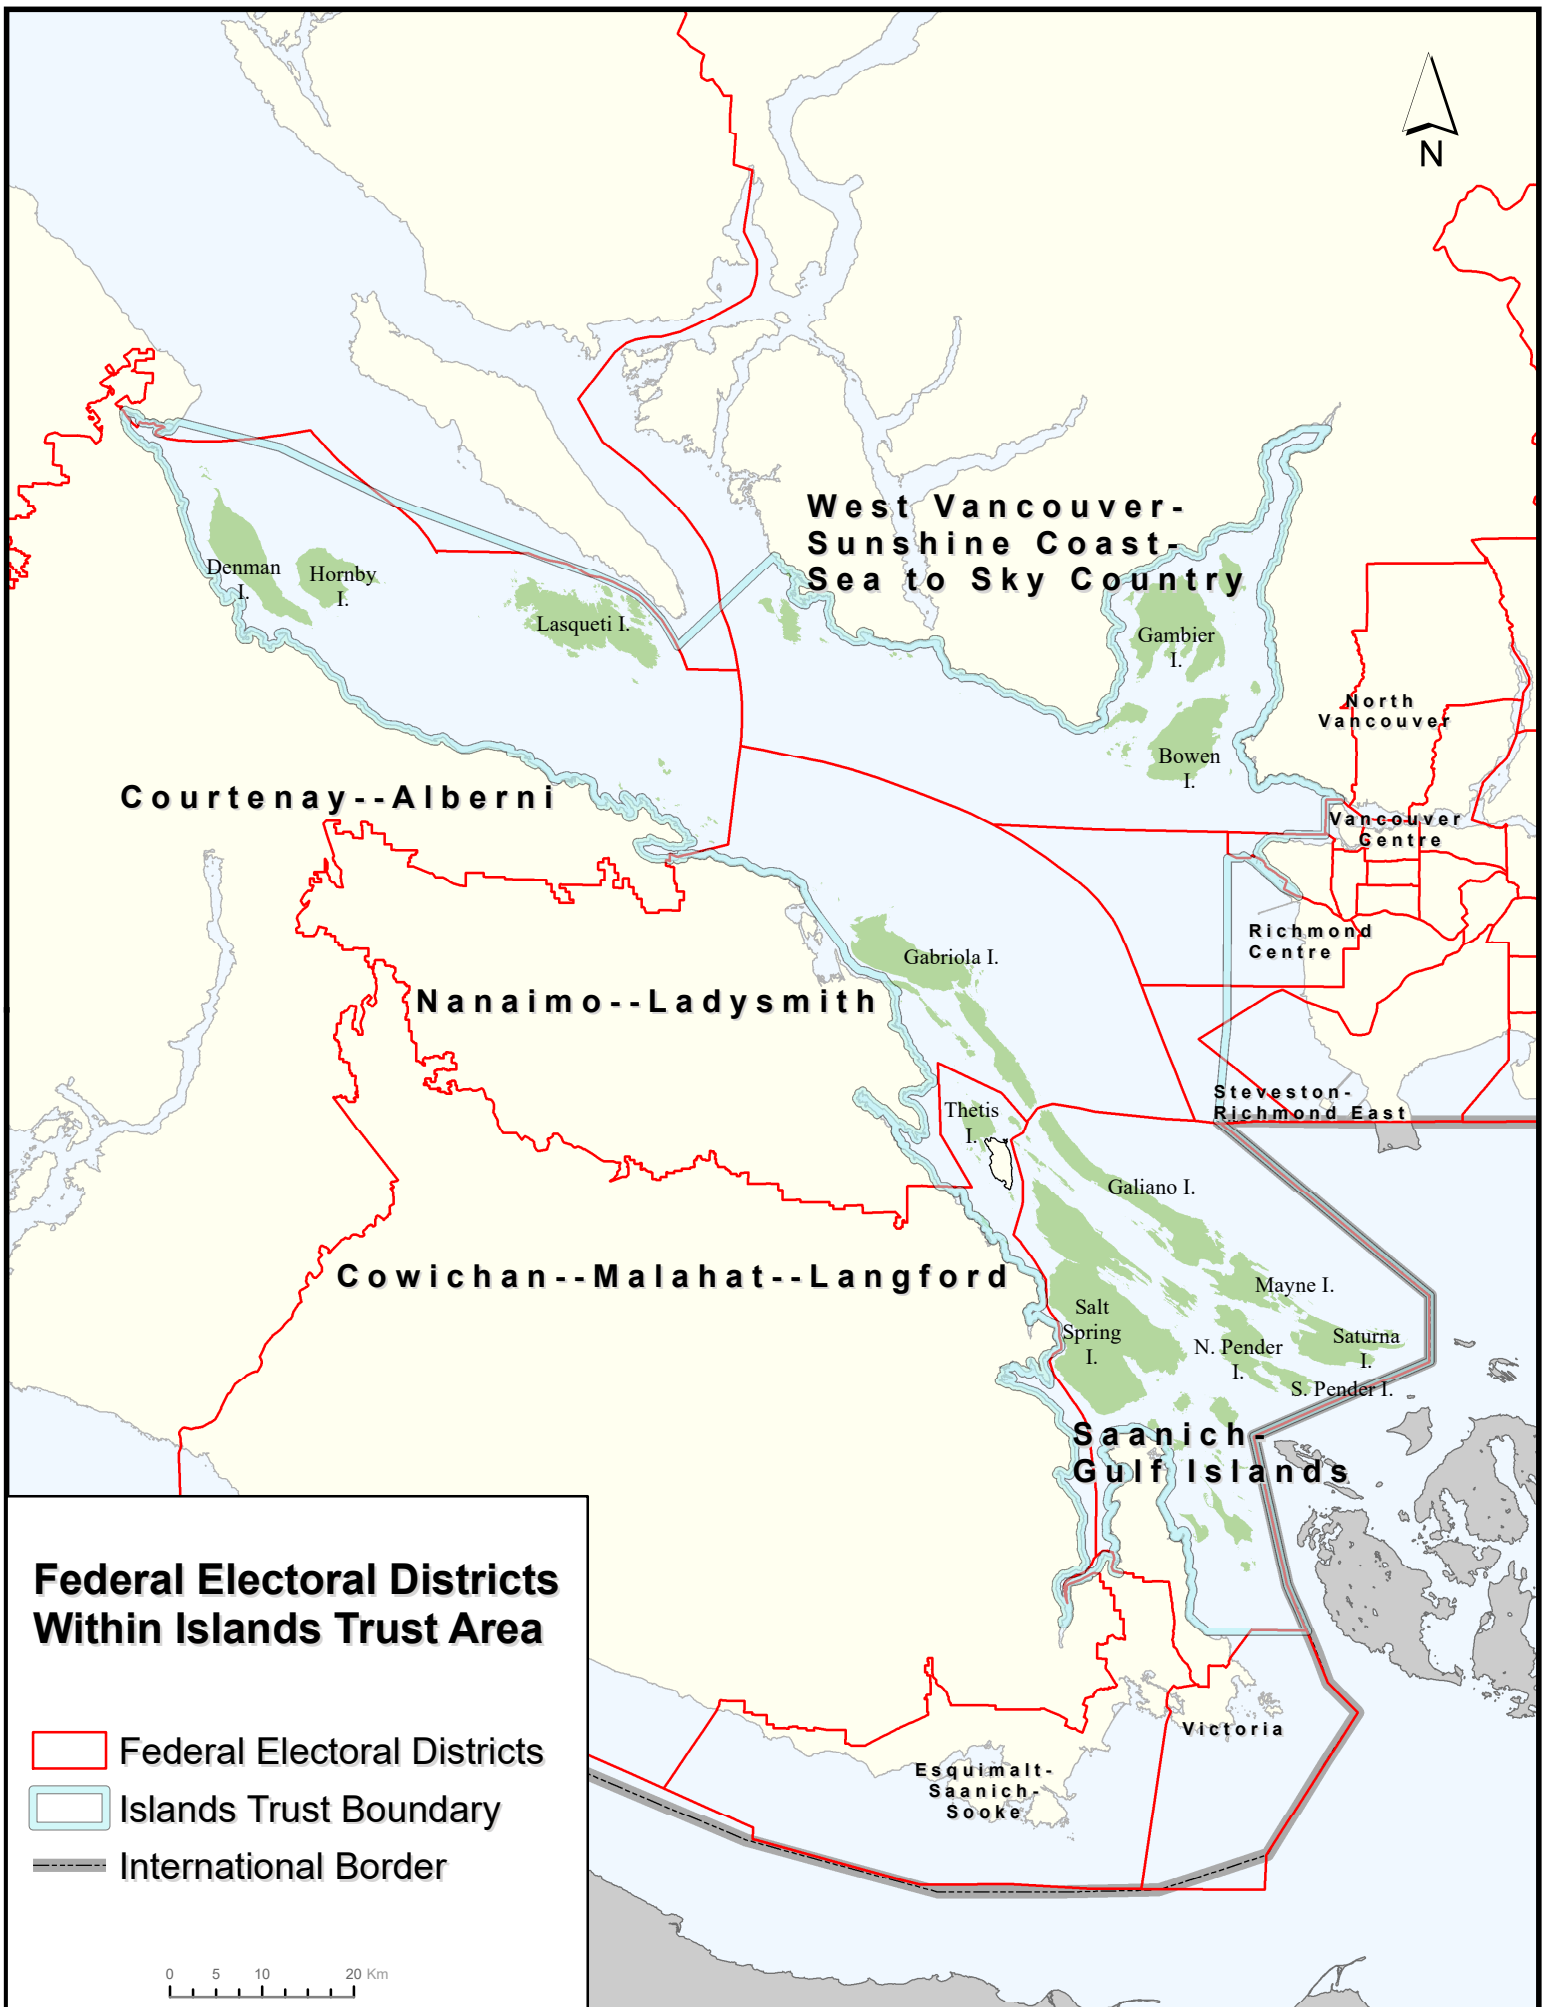 N
West Vancouver-
Sunshine Coast-
Sea to Sky Country
Denman
I.
Hornby
I.
Lasqueti I.
Gambier
I.
North
Vancouver
Bowen
I.
Courtenay--Alberni
Vancouver
Centre
Richmond
Centre
Gabriola I.
Nanaimo--Ladysmith
Steveston-
Richmond East
Thetis
I.
Galiano I.
Cowichan--Malahat--Langford
Mayne I.
Salt
Spring
I.
N. Pender
I.
Saturna
I.
S. Pender I.
Saanich-
Gulf Islands
Victoria
Esquimalt-
Saanich-
Sooke
Federal Electoral Districts
Within Islands Trust Area
Federal Electoral Districts
Islands Trust Boundary
International Border
0 5 10 20 Km